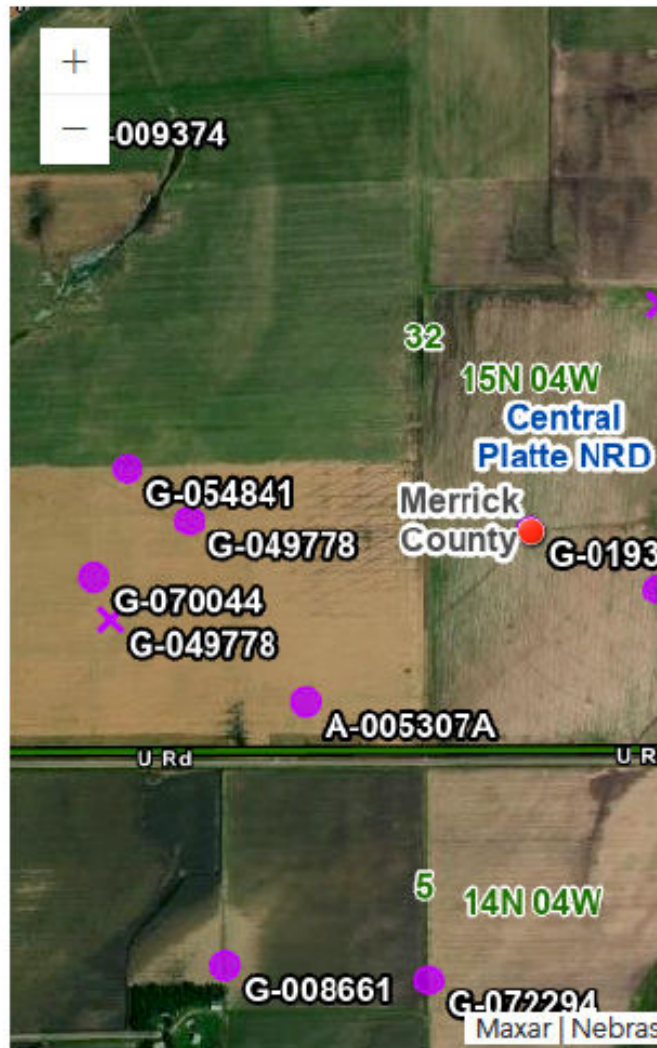 +
−
-009374
32
15N 04W
Central
Platte NRD
Merrick
County
G-054841
G-049778
G-0193
G-070044
G-049778
A-005307A
U Rd
U R
5
14N 04W
G-008661
G-072294
Maxar | Nebras